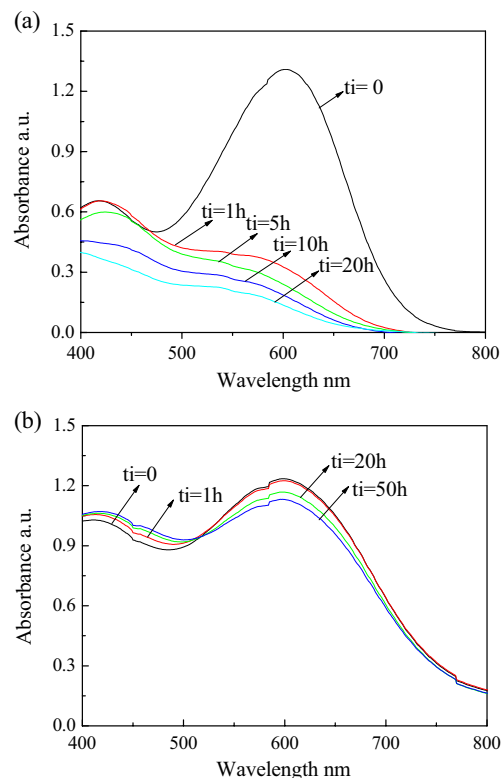 (a)
1.5
1.2
0.9
0.6
0.3
0.0
Absorbance a.u.
ti= 0
ti=1h
ti=5h
ti=10h
ti=20h
400 500 600 700 800
Wavelength nm
(b)
1.5
1.2
0.9
0.6
0.3
0.0
Absorbance a.u.
ti=0
ti=1h
ti=20h
ti=50h
400 500 600 700 800
Wavelength nm